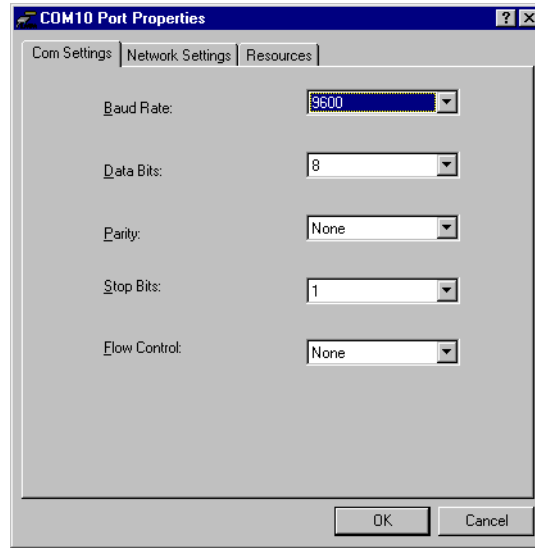 COM10 Port Properties
Com Settings Network Settings Resources
Baud Rate: 9600
Data Bits: 8
Parity: None
Stop Bits: 1
Flow Control: None
OK Cancel